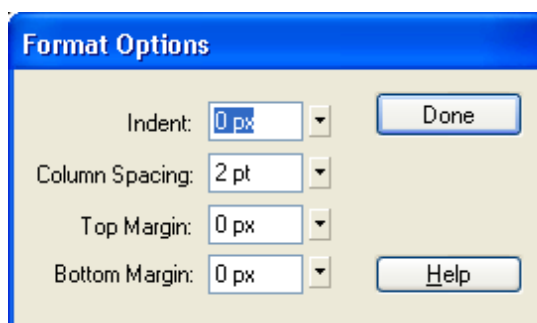 Format Options
Indent: 0 px Done
Column Spacing: 2 pt
Top Margin: 0 px
Bottom Margin: 0 px Help